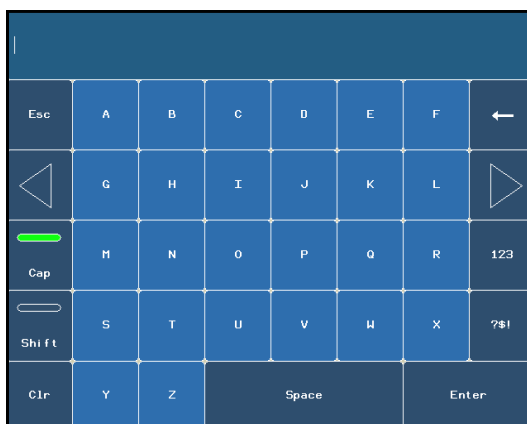 Esc A B C D E F
G H I J K L
Cap M N O P Q R 123
Shift S T U V W X ?$!
Clr Y Z Space Enter